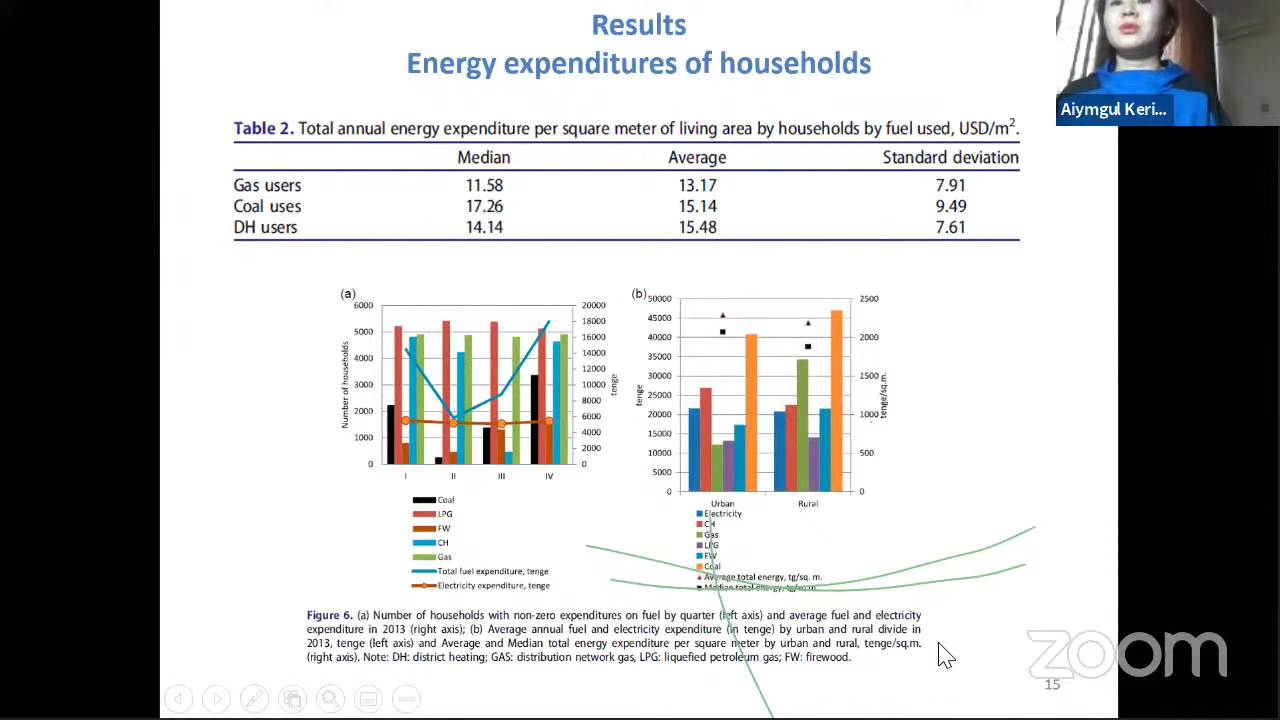 Results
Energy expenditures of households
Aiymgul Keri...
Table 2. Total annual energy expenditure per square meter of living area by households by fuel used, USD/m².
Median Average Standard deviation
Gas users 11.58 13.17 7.91
Coal uses 17.26 15.14 9.49
DH users 14.14 15.48 7.61
(a)
6000
5000
4000
3000
2000
1000
0
Number of households
20000
18000
16000
14000
12000
10000
8000
6000
4000
2000
0
tenge
I II III IV
Coal
LPG
FW
CH
Gas
Total fuel expenditure, tenge
Electricity expenditure, tenge
(b)
50000
45000
40000
35000
30000
25000
20000
15000
10000
5000
0
tenge
2500
2000
1500
1000
500
0
tenge/sq.m.
Urban Rural
Electricity
CH
Gas
LPG
FW
Coal
Average total energy, tg/sq. m.
Median total energy, tg/q.m.
Figure 6. (a) Number of households with non-zero expenditures on fuel by quarter (left axis) and average fuel and electricity
expenditure in 2013 (right axis); (b) Average annual fuel and electricity expenditure (in tenge) by urban and rural divide in
2013, tenge (left axis) and Average and Median total energy expenditure per square meter by urban and rural, tenge/sq.m.
(right axis). Note: DH: district heating; GAS: distribution network gas, LPG: liquefied petroleum gas; FW: firewood.
zoom
15